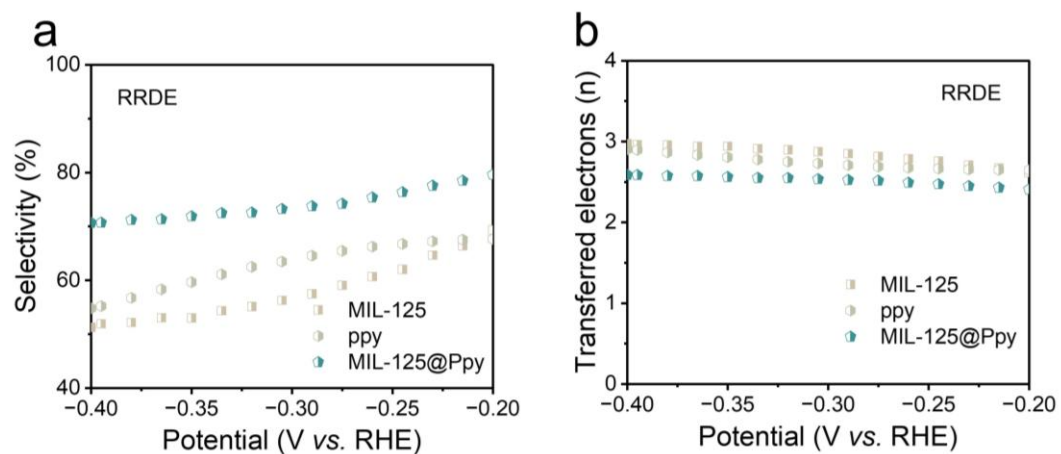 a
100
80
60
40
Selectivity (%)
RRDE
MIL-125
ppy
MIL-125@Ppy
−0.40 −0.35 −0.30 −0.25 −0.20
Potential (V vs. RHE)
b
4
3
2
1
0
Transferred electrons (n)
RRDE
MIL-125
ppy
MIL-125@Ppy
−0.40 −0.35 −0.30 −0.25 −0.20
Potential (V vs. RHE)